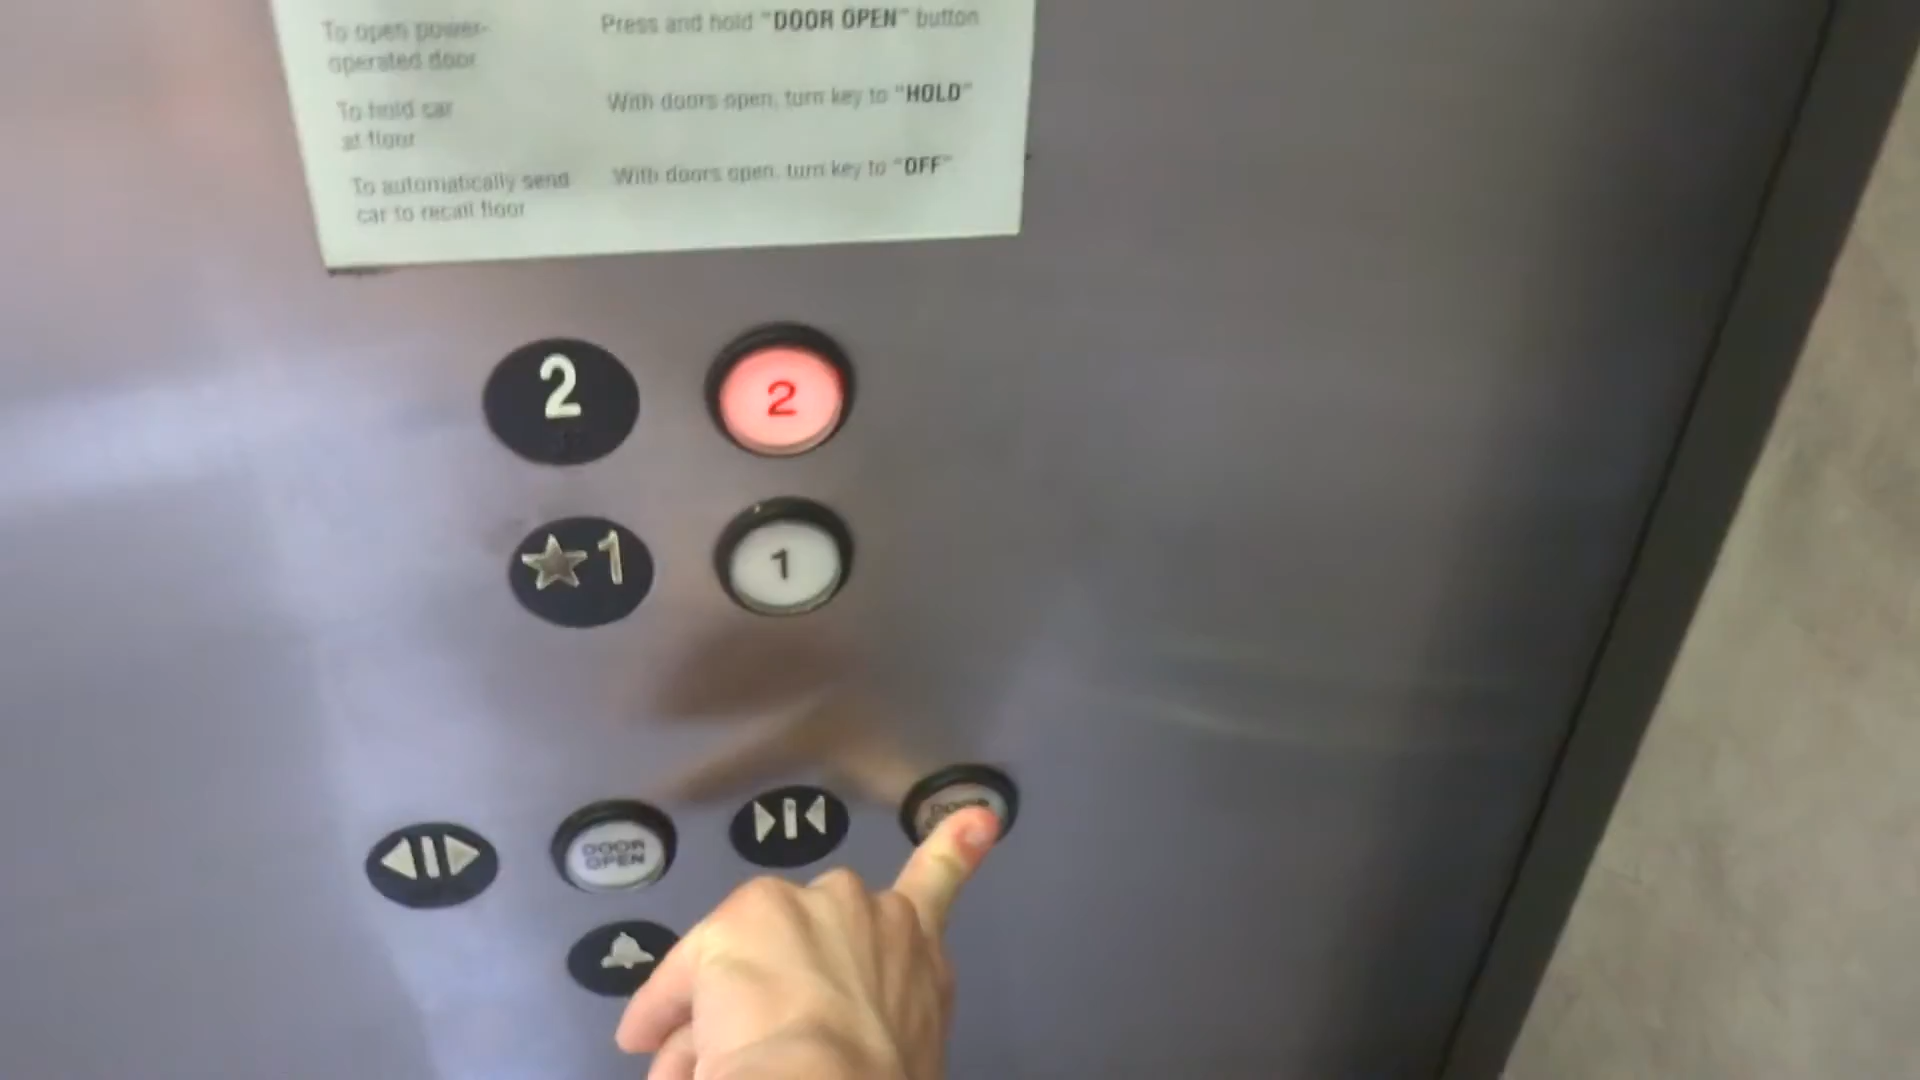 To open power- Press and hold "DOOR OPEN" button
operated door
To hold car With doors open, turn key to "HOLD"
at floor
To automatically send With doors open, turn key to "OFF"
car to recall floor
2 2
★1 1
DOOR
OPEN
DOOR